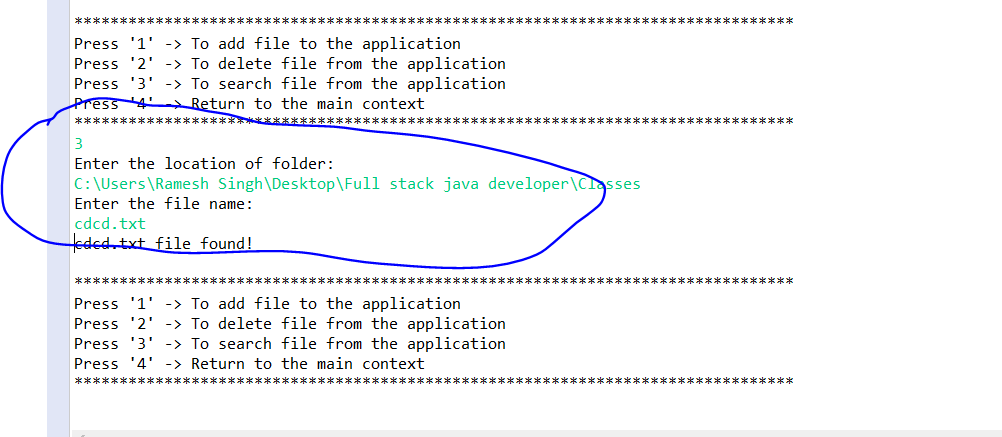 ********************************************************************************
Press '1' -> To add file to the application
Press '2' -> To delete file from the application
Press '3' -> To search file from the application
Press '4' -> Return to the main context
********************************************************************************
3
Enter the location of folder:
C:\Users\Ramesh Singh\Desktop\Full stack java developer\Classes
Enter the file name:
cdcd.txt
cdcd.txt file found!
********************************************************************************
Press '1' -> To add file to the application
Press '2' -> To delete file from the application
Press '3' -> To search file from the application
Press '4' -> Return to the main context
********************************************************************************